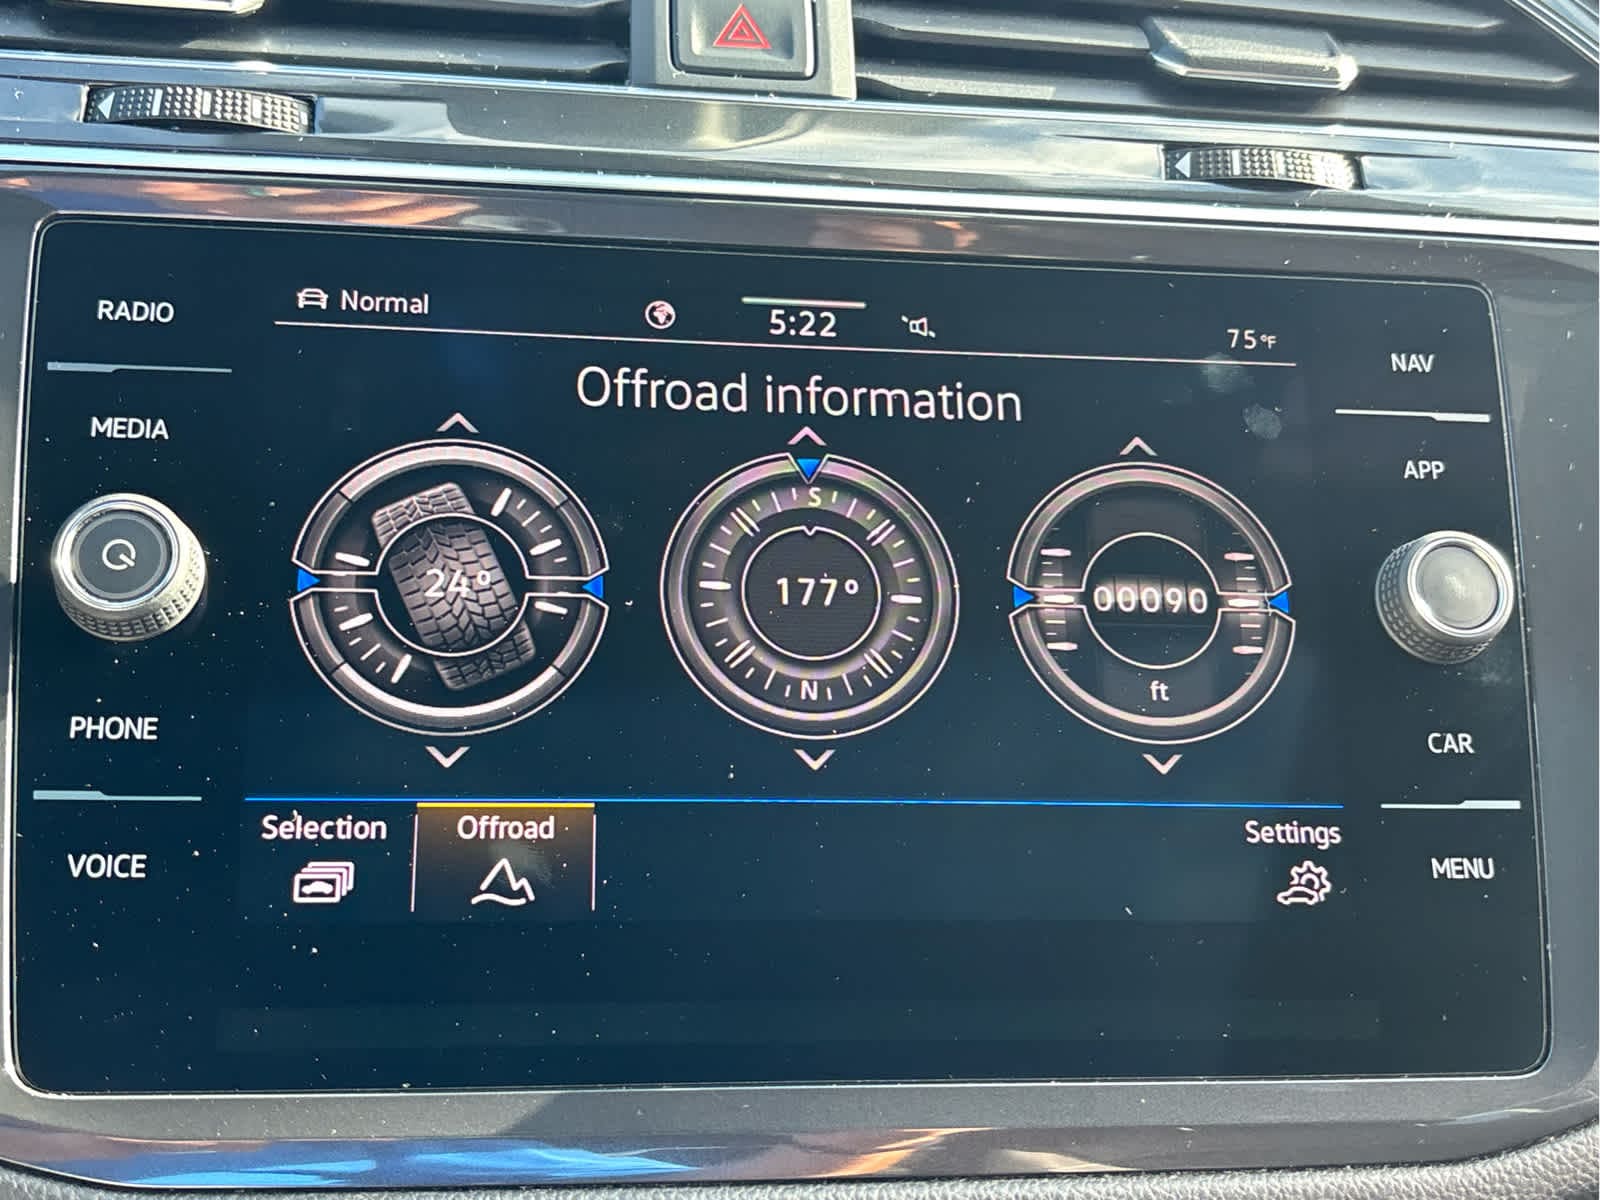 RADIO
MEDIA
PHONE
VOICE
Normal
5:22
75°F
Offroad information
24°
S
177°
N
00090
ft
Selection
Offroad
Settings
NAV
APP
CAR
MENU